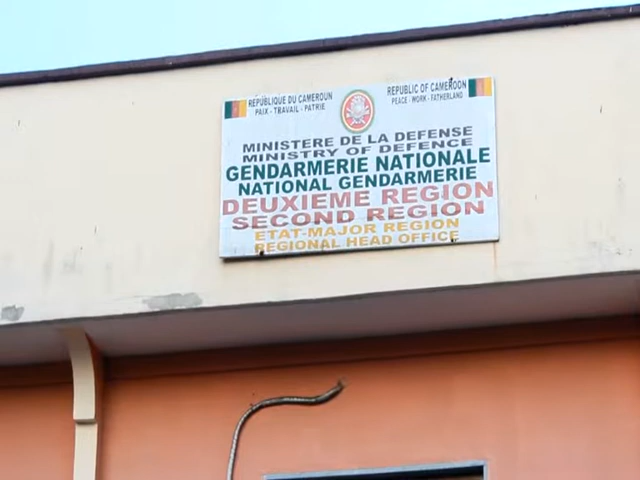 REPUBLIQUE DU CAMEROUN
PAIX - TRAVAIL - PATRIE
REPUBLIC OF CAMEROON
PEACE - WORK - FATHERLAND
MINISTERE DE LA DEFENSE
MINISTRY OF DEFENCE
GENDARMERIE NATIONALE
NATIONAL GENDARMERIE
DEUXIEME REGION
SECOND REGION
ETAT-MAJOR REGION
REGIONAL HEAD OFFICE